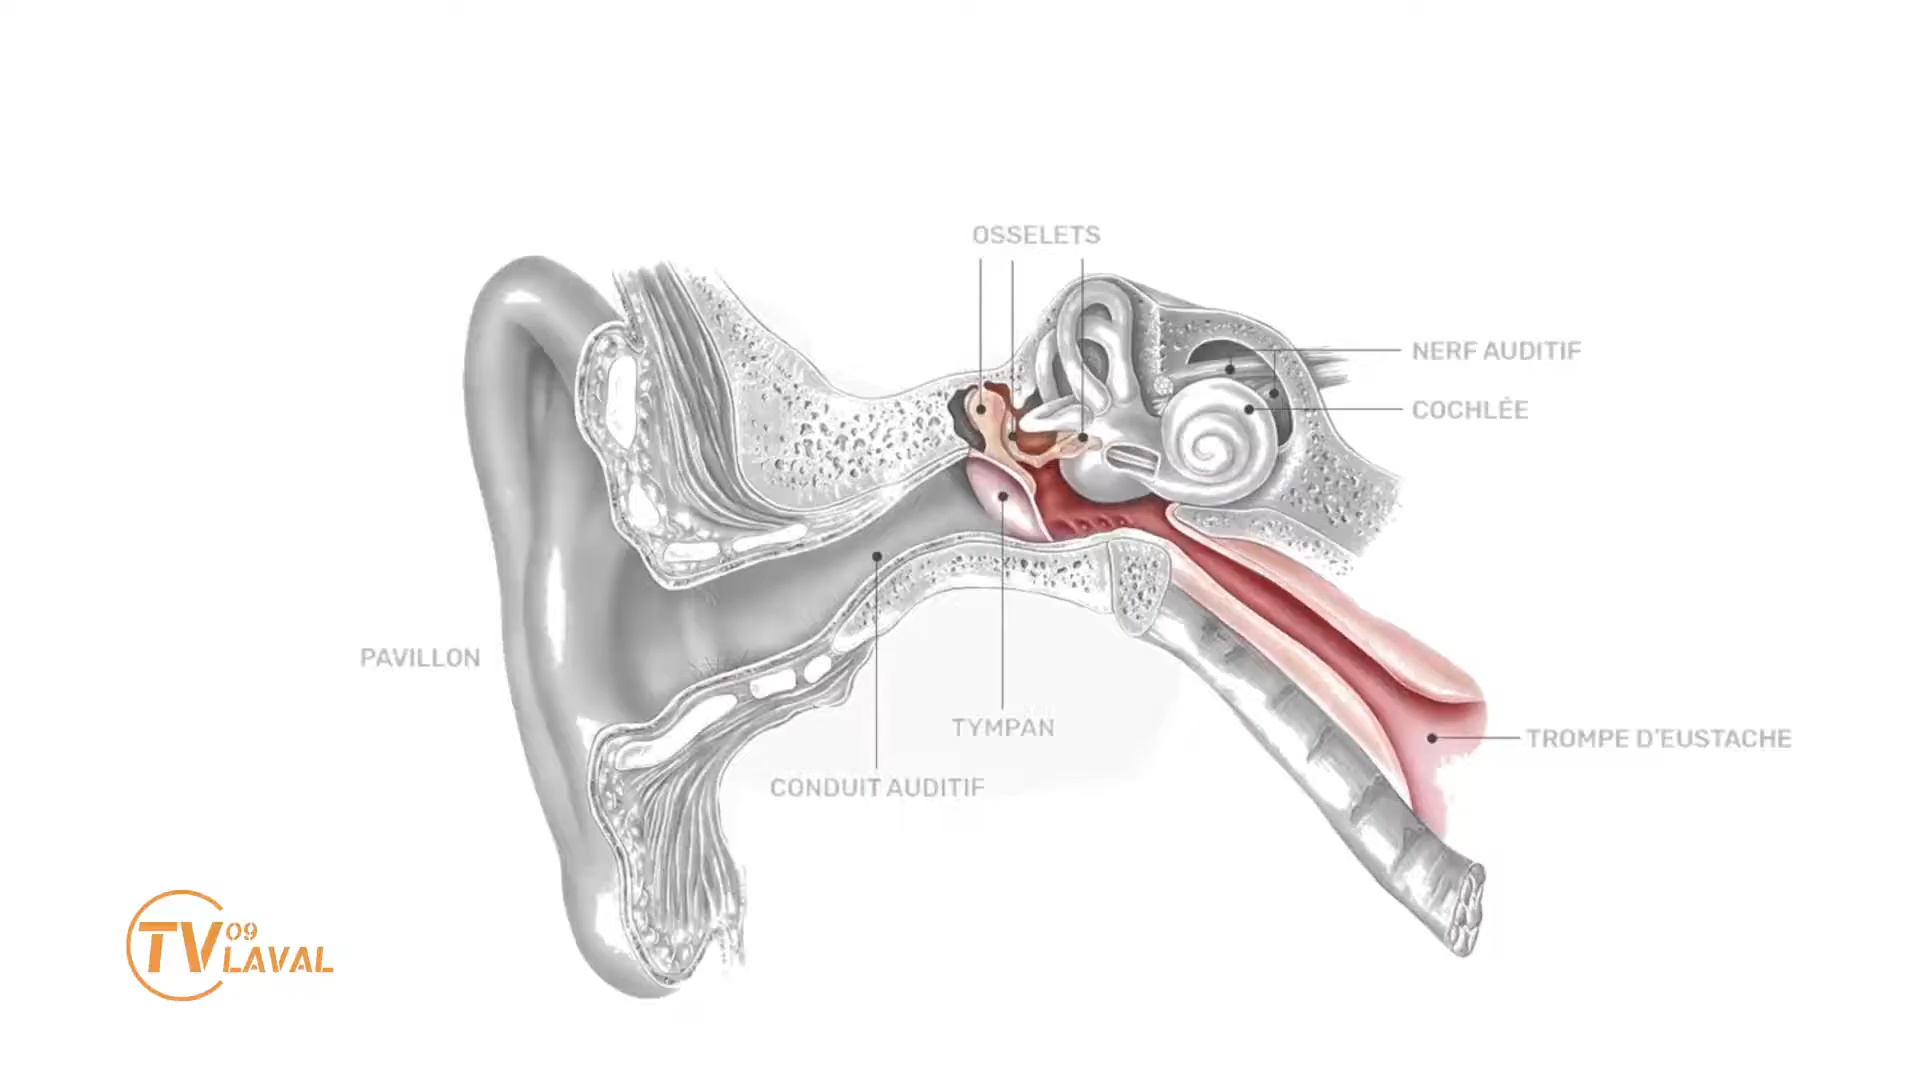 OSSELETS
NERF AUDITIF
COCHLÉE
PAVILLON
TYMPAN
TROMPE D'EUSTACHE
CONDUIT AUDITIF
TV 09
LAVAL